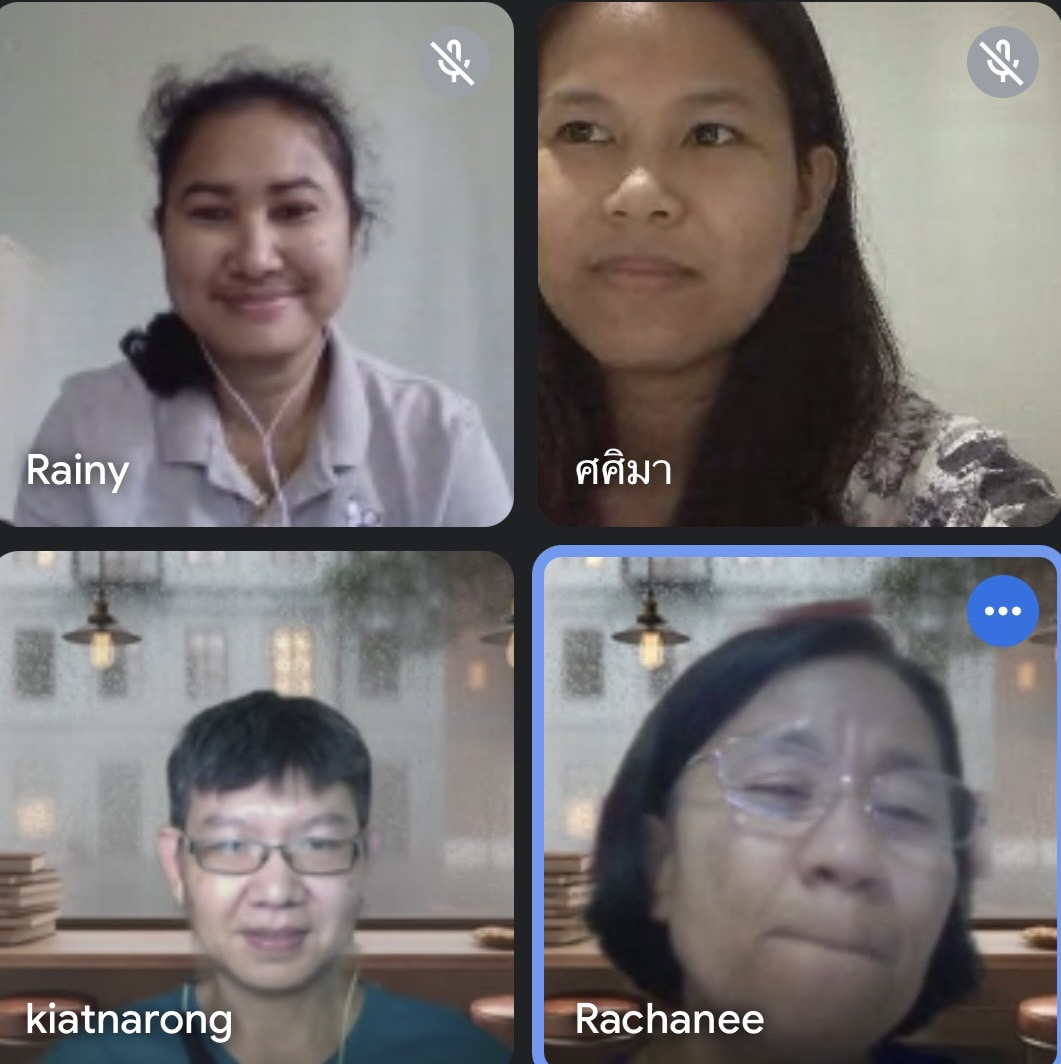 Rainy
ศศิมา
kiatnarong
Rachanee